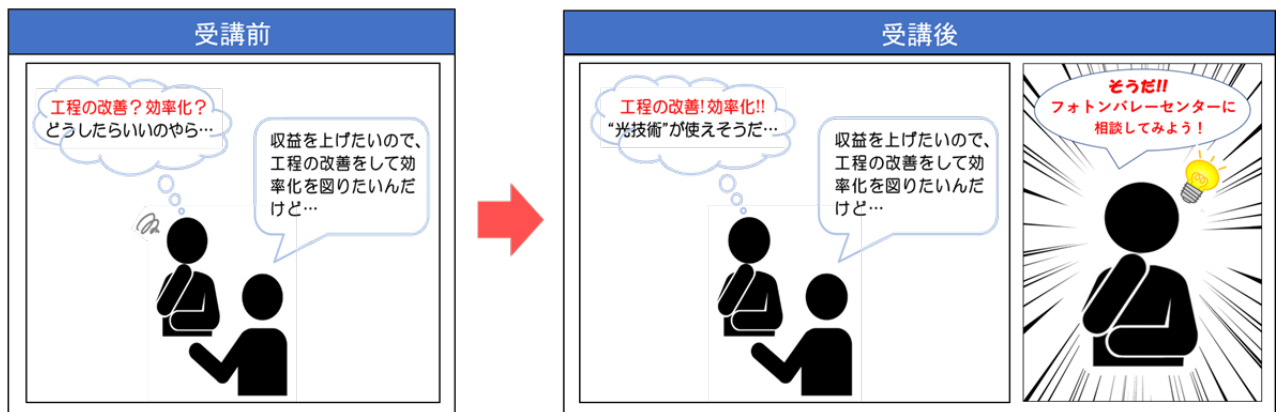 受講前
工程の改善？効率化？
どうしたらいいのやら…
収益を上げたいので、
工程の改善をして効
率化を図りたいんだ
けど…
受講後
工程の改善!効率化!!
“光技術”が使えそうだ…
収益を上げたいので、
工程の改善をして効
率化を図りたいんだ
けど…
そうだ!!
フォトンバレーセンターに
相談してみよう！